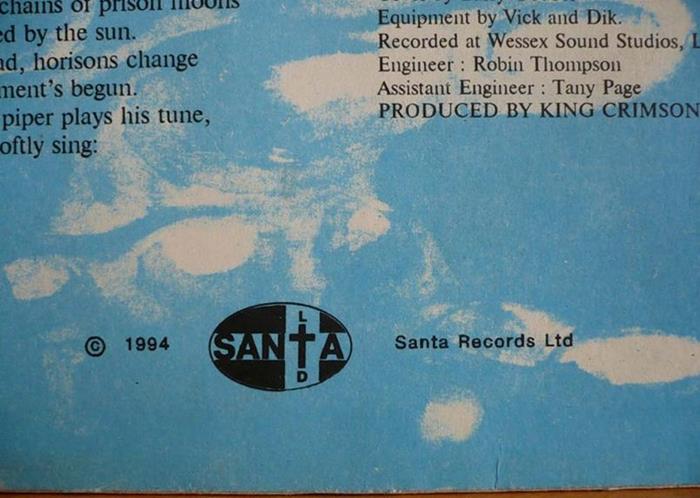 chains of prison moons
ed by the sun.
horisons change
ment's begun.
piper plays his tune,
oftly sing:
Equipment by Vick and Dik.
Recorded at Wessex Sound Studios, L
Engineer : Robin Thompson
Assistant Engineer : Tany Page
PRODUCED BY KING CRIMSON
© 1994
SANTA
LTD
Santa Records Ltd